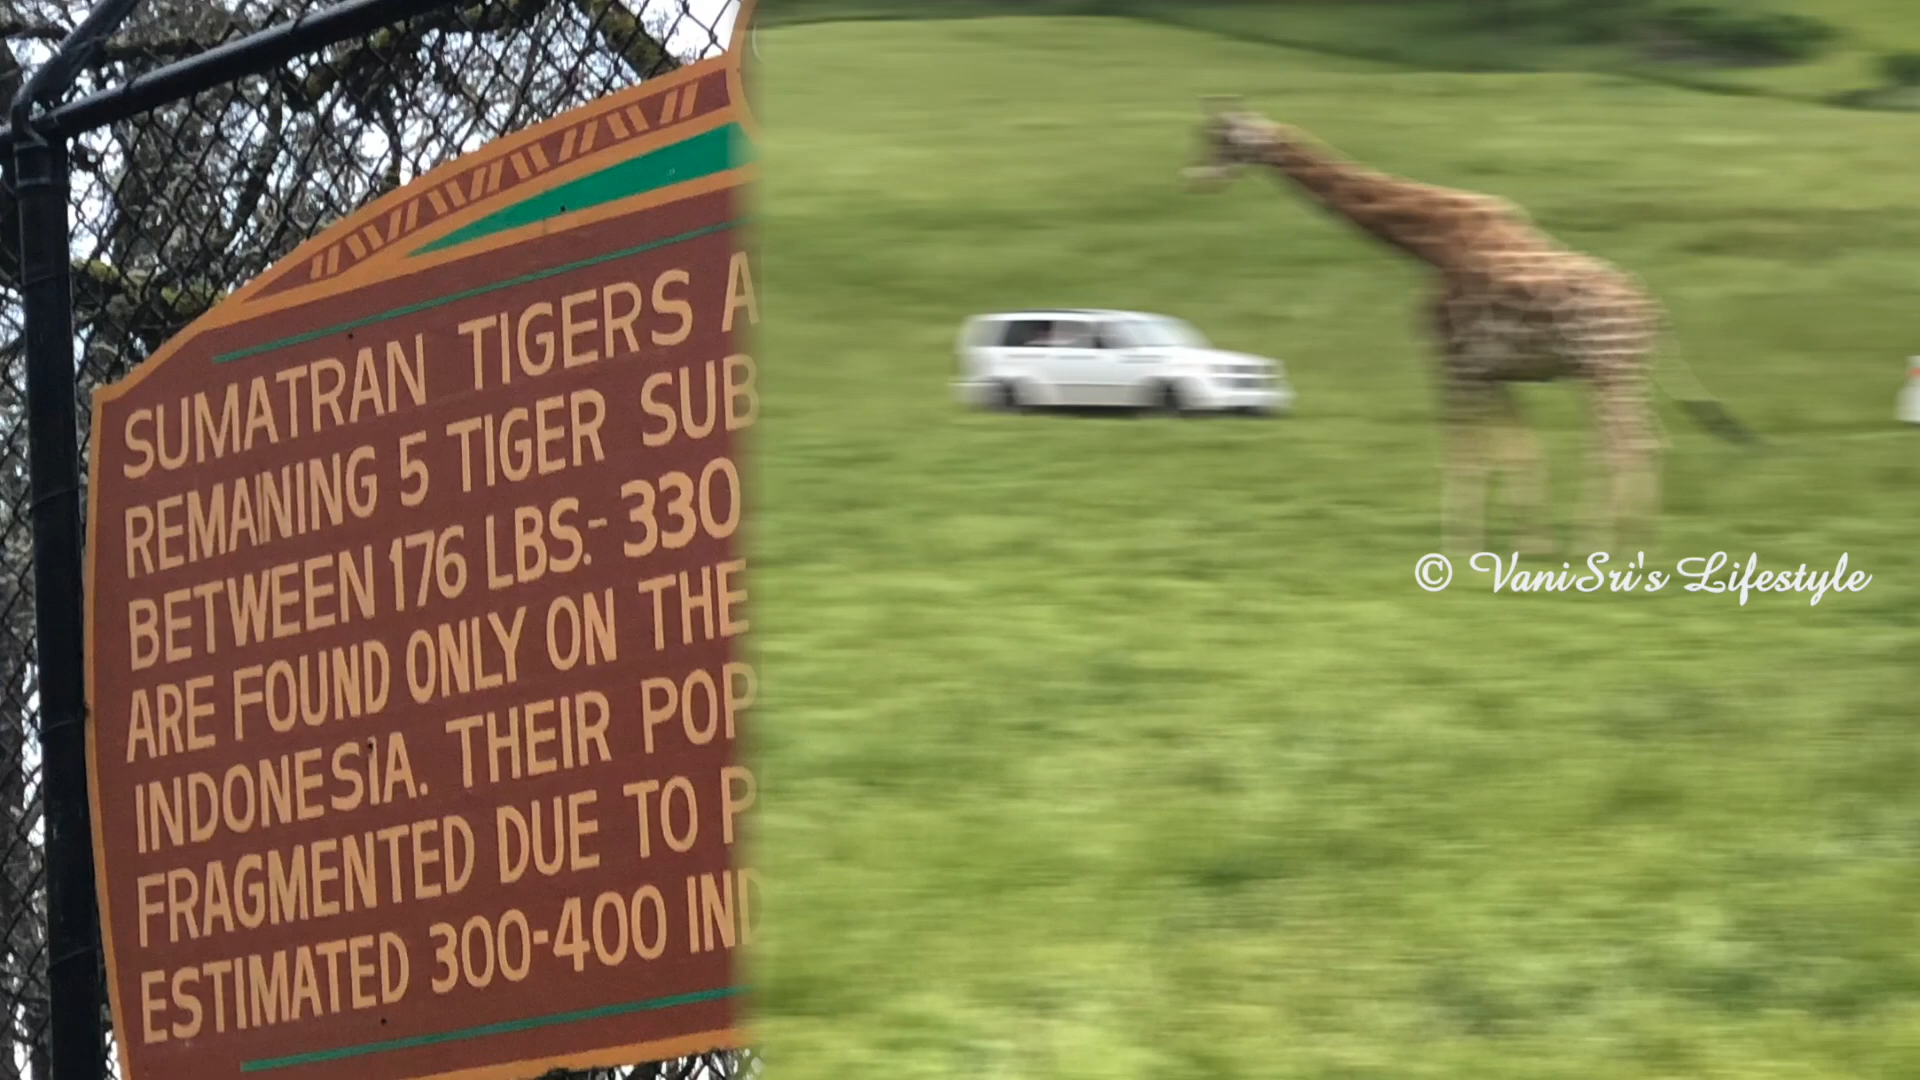 SUMATRAN TIGERS A
REMAINING 5 TIGER SUB
BETWEEN 176 LBS.- 330
ARE FOUND ONLY ON THE
INDONESIA. THEIR POP
FRAGMENTED DUE TO P
ESTIMATED 300-400 IND
© VaniSri's Lifestyle